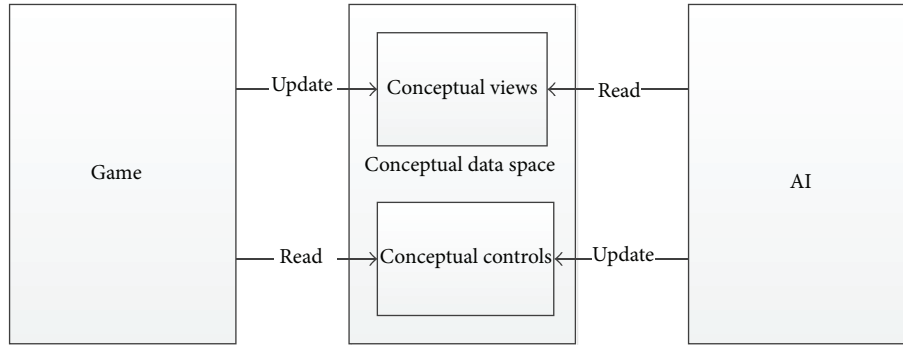 Update
Conceptual views
Read
Conceptual data space
Game
AI
Read
Conceptual controls
Update